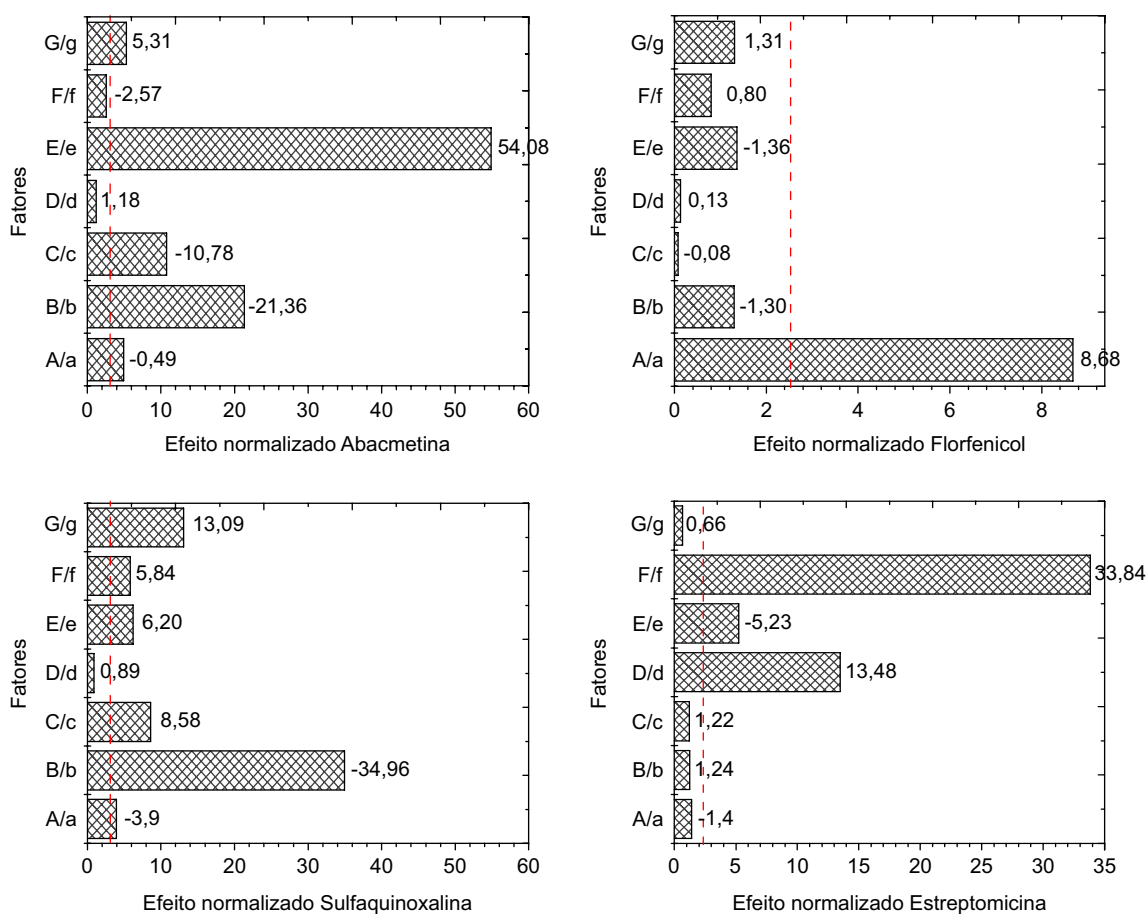 G/g 5,31
F/f -2,57
E/e 54,08
D/d 1,18
C/c -10,78
B/b -21,36
A/a -0,49
Fatores
0 10 20 30 40 50 60
Efeito normalizado Abacmetina
G/g 1,31
F/f 0,80
E/e -1,36
D/d 0,13
C/c -0,08
B/b -1,30
A/a 8,68
Fatores
0 2 4 6 8
Efeito normalizado Florfenicol
G/g 13,09
F/f 5,84
E/e 6,20
D/d 0,89
C/c 8,58
B/b -34,96
A/a -3,9
Fatores
0 10 20 30 40 50 60
Efeito normalizado Sulfaquinoxalina
G/g 0,66
F/f 33,84
E/e -5,23
D/d 13,48
C/c 1,22
B/b 1,24
A/a -1,4
Fatores
0 5 10 15 20 25 30 35
Efeito normalizado Estreptomicina